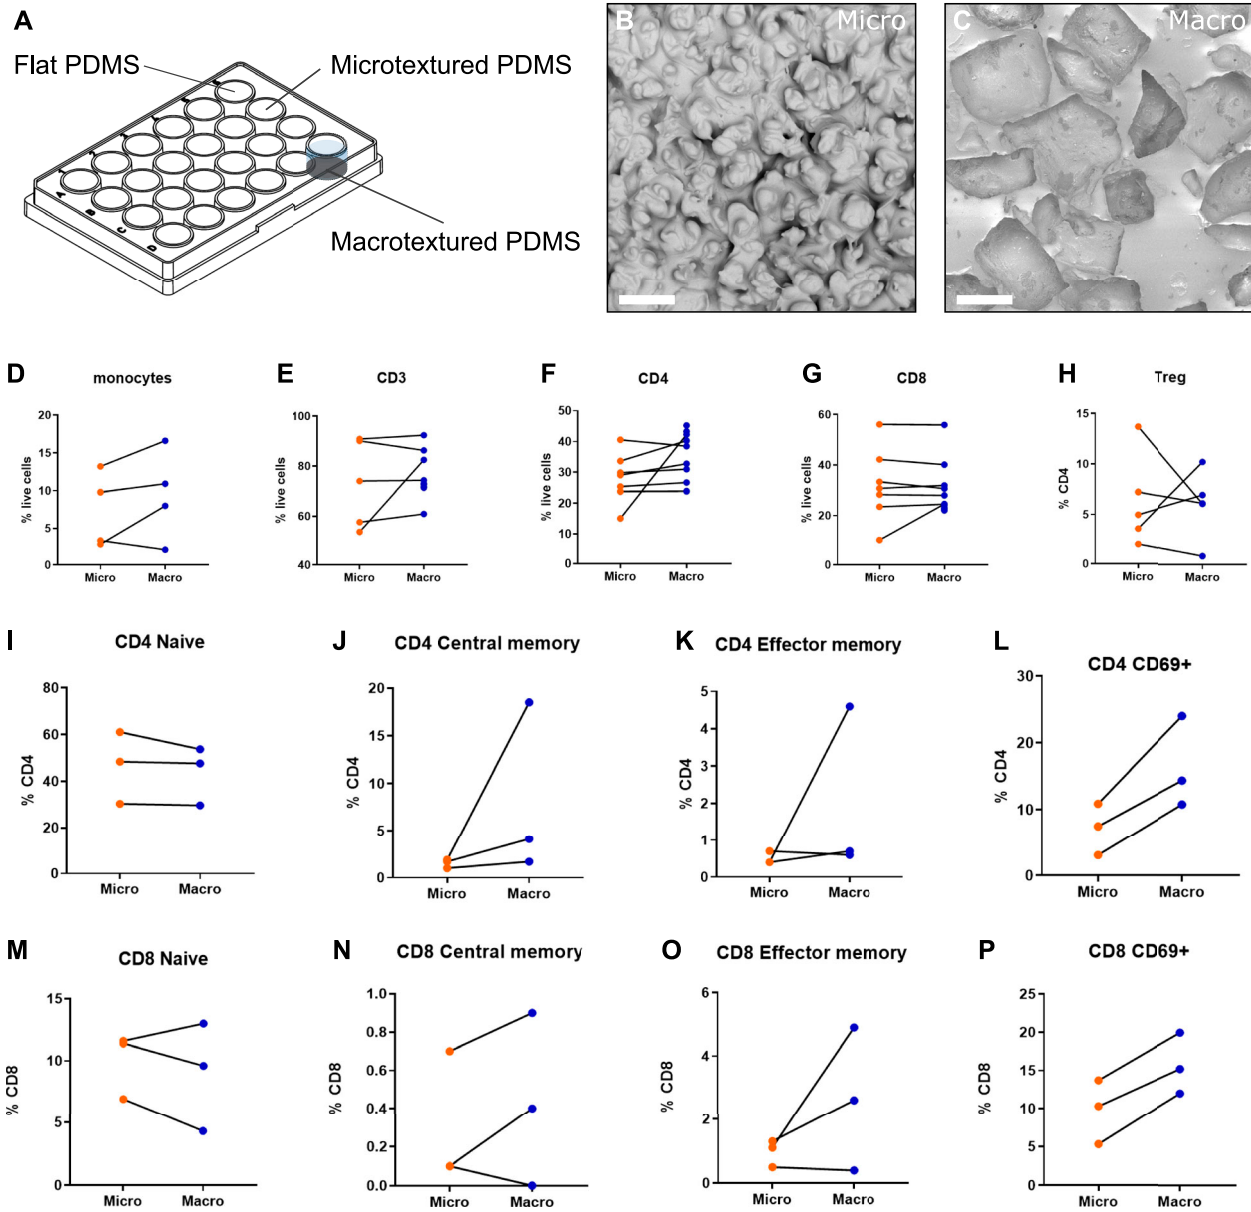 A
Flat PDMS
Microtextured PDMS
Macrotextured PDMS
A
B
C
D
B
Micro
C
Macro
D
monocytes
% live cells
20
15
10
5
0
Micro
Macro
E
CD3
% live cells
100
80
60
40
Micro
Macro
F
CD4
% live cells
50
40
30
20
10
0
Micro
Macro
G
CD8
% live cells
60
40
20
0
Micro
Macro
H
Treg
% CD4
15
10
5
0
Micro
Macro
I
CD4 Naive
% CD4
80
60
40
20
0
Micro
Macro
J
CD4 Central memory
% CD4
20
15
10
5
0
Micro
Macro
K
CD4 Effector memory
% CD4
5
4
3
2
1
0
Micro
Macro
L
CD4 CD69+
% CD4
30
20
10
0
Micro
Macro
M
CD8 Naive
% CD8
15
10
5
0
Micro
Macro
N
CD8 Central memory
% CD8
1.0
0.8
0.6
0.4
0.2
0.0
Micro
Macro
O
CD8 Effector memory
% CD8
6
4
2
0
Micro
Macro
P
CD8 CD69+
% CD8
25
20
15
10
5
0
Micro
Macro